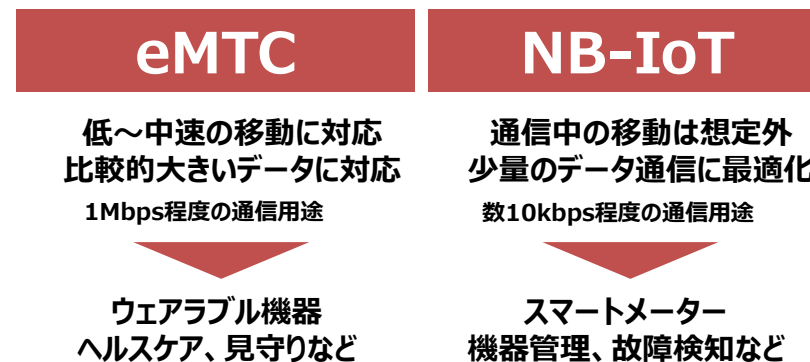 eMTC
低～中速の移動に対応
比較的大きいデータに対応
1Mbps程度の通信用途
ウェアラブル機器
ヘルスケア、見守りなど
NB-IoT
通信中の移動は想定外
少量のデータ通信に最適化
数10kbps程度の通信用途
スマートメーター
機器管理、故障検知など